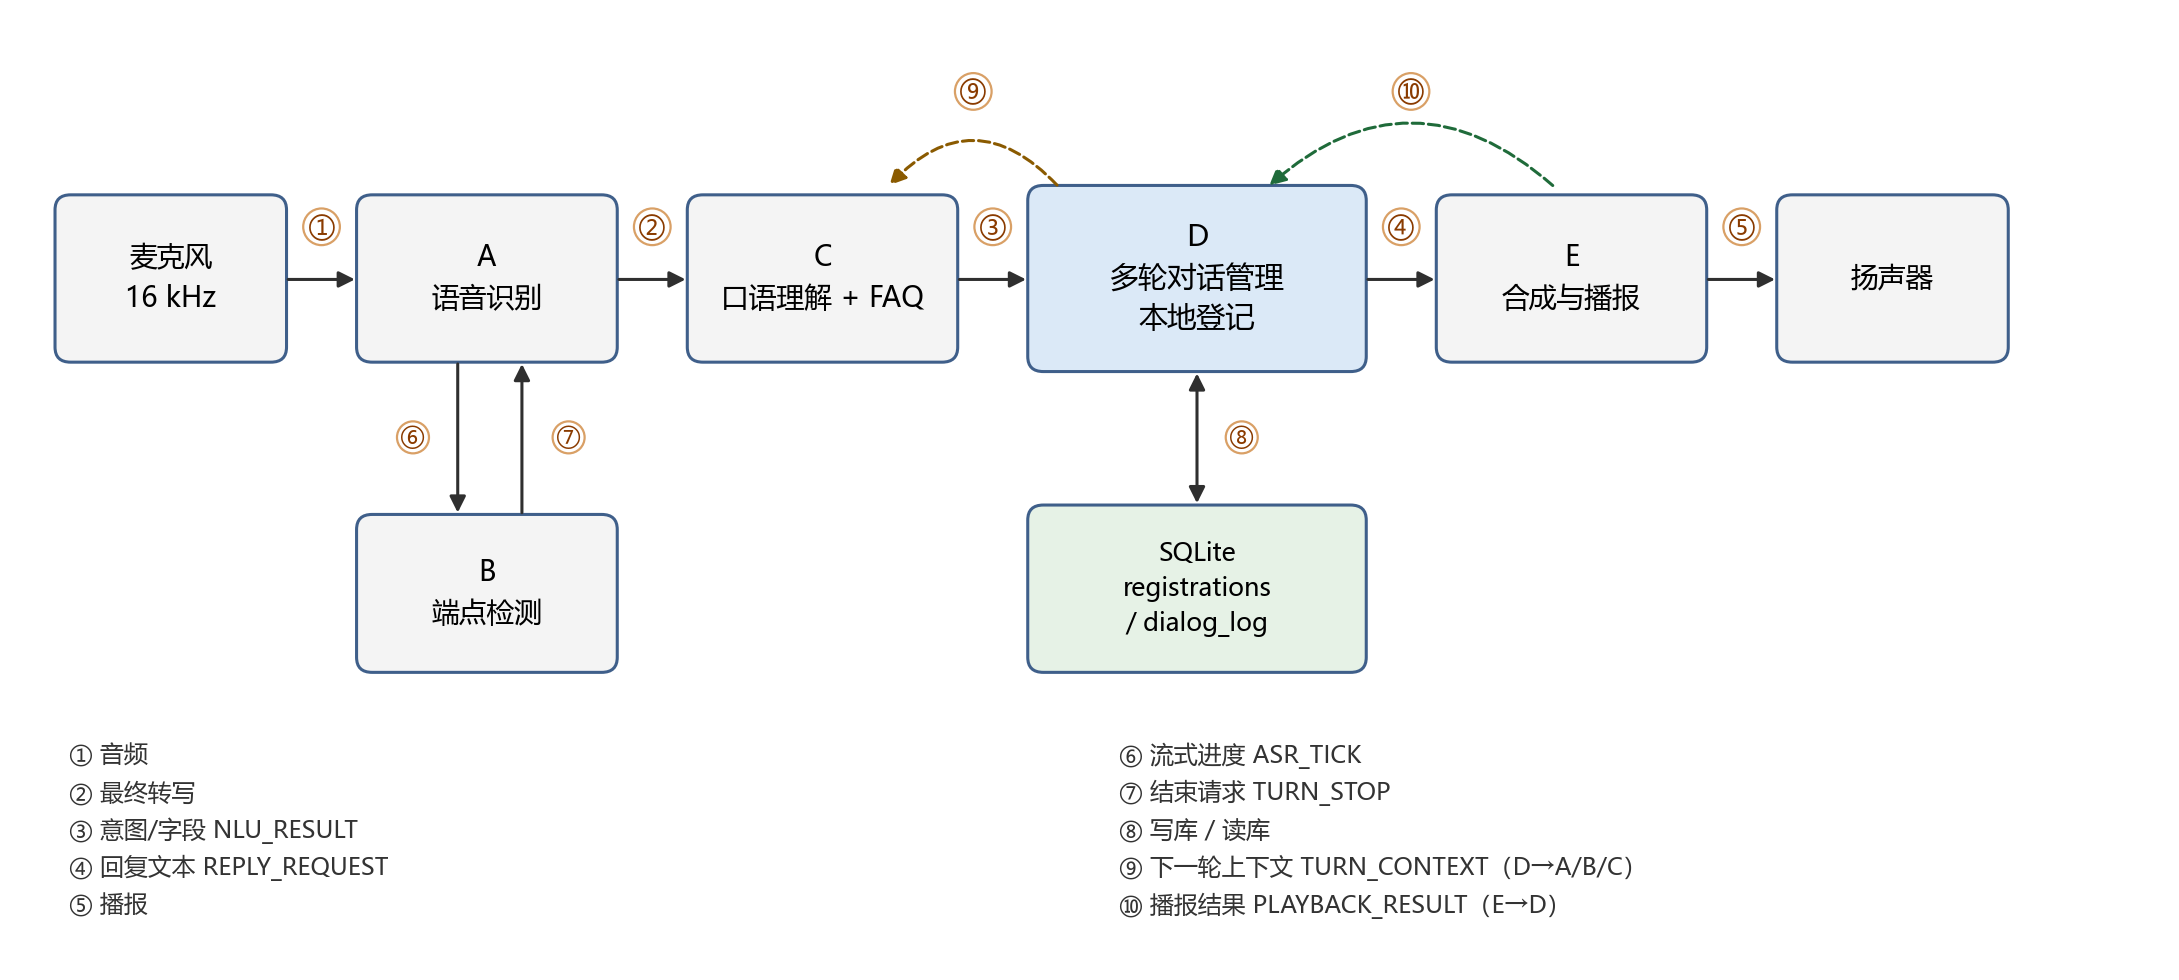 ⑨
⑩
麦克风
16 kHz
①
A
语音识别
②
C
口语理解 + FAQ
③
D
多轮对话管理
本地登记
④
E
合成与播报
⑤
扬声器
⑥
⑦
⑧
B
端点检测
SQLite
registrations
/ dialog_log
① 音频
② 最终转写
③ 意图/字段 NLU_RESULT
④ 回复文本 REPLY_REQUEST
⑤ 播报
⑥ 流式进度 ASR_TICK
⑦ 结束请求 TURN_STOP
⑧ 写库 / 读库
⑨ 下一轮上下文 TURN_CONTEXT（D→A/B/C）
⑩ 播报结果 PLAYBACK_RESULT（E→D）